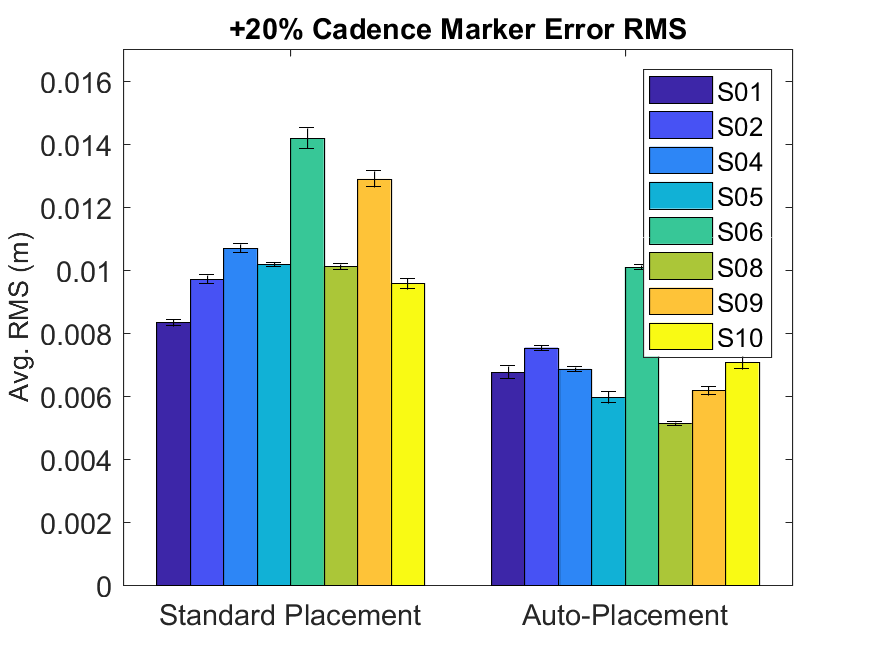 +20% Cadence Marker Error RMS
Avg. RMS (m)
0.016
0.014
0.012
0.01
0.008
0.006
0.004
0.002
0
Standard Placement
Auto-Placement
S01
S02
S04
S05
S06
S08
S09
S10